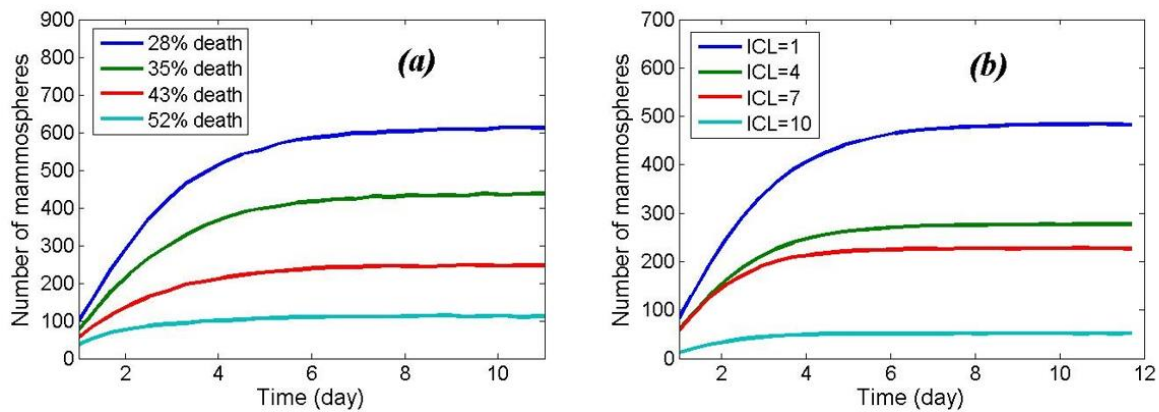 900
800
700
600
500
400
300
200
100
0
Number of mammospheres
28% death
35% death
43% death
52% death
(a)
2 4 6 8 10
Time (day)
700
600
500
400
300
200
100
0
Number of mammospheres
ICL=1
ICL=4
ICL=7
ICL=10
(b)
2 4 6 8 10 12
Time (day)